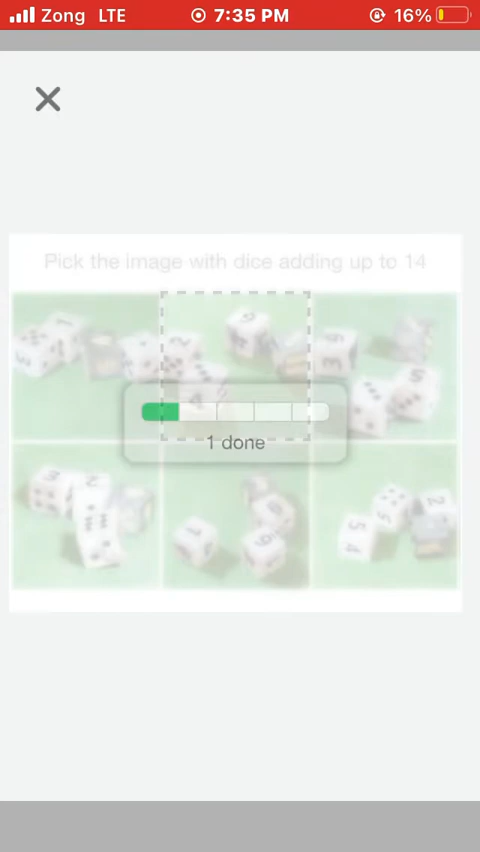 Zong LTE 7:35 PM 16%
Pick the image with dice adding up to 14
1 done